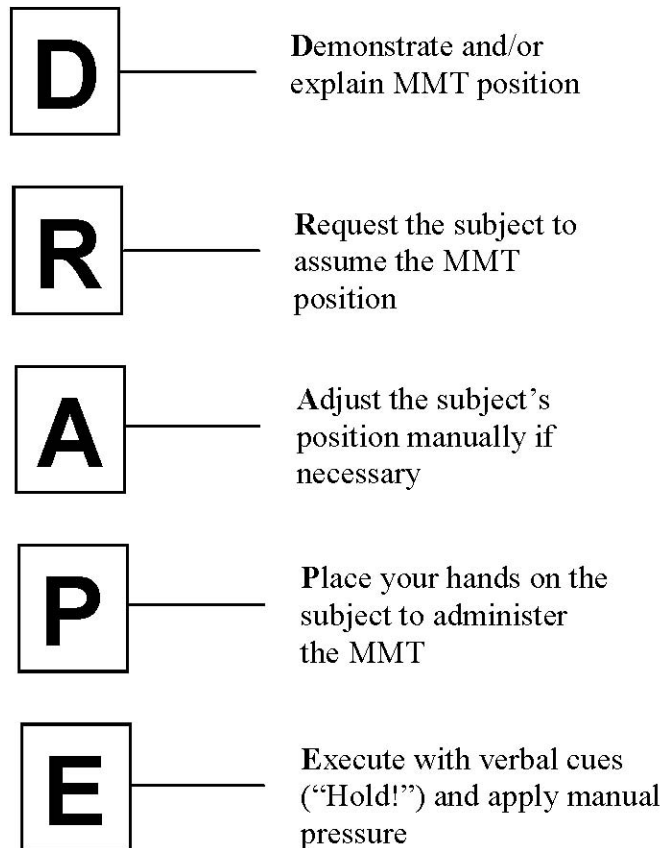 D
Demonstrate and/or
explain MMT position
R
Request the subject to
assume the MMT
position
A
Adjust the subject’s
position manually if
necessary
P
Place your hands on the
subject to administer
the MMT
E
Execute with verbal cues
(“Hold!”) and apply manual
pressure